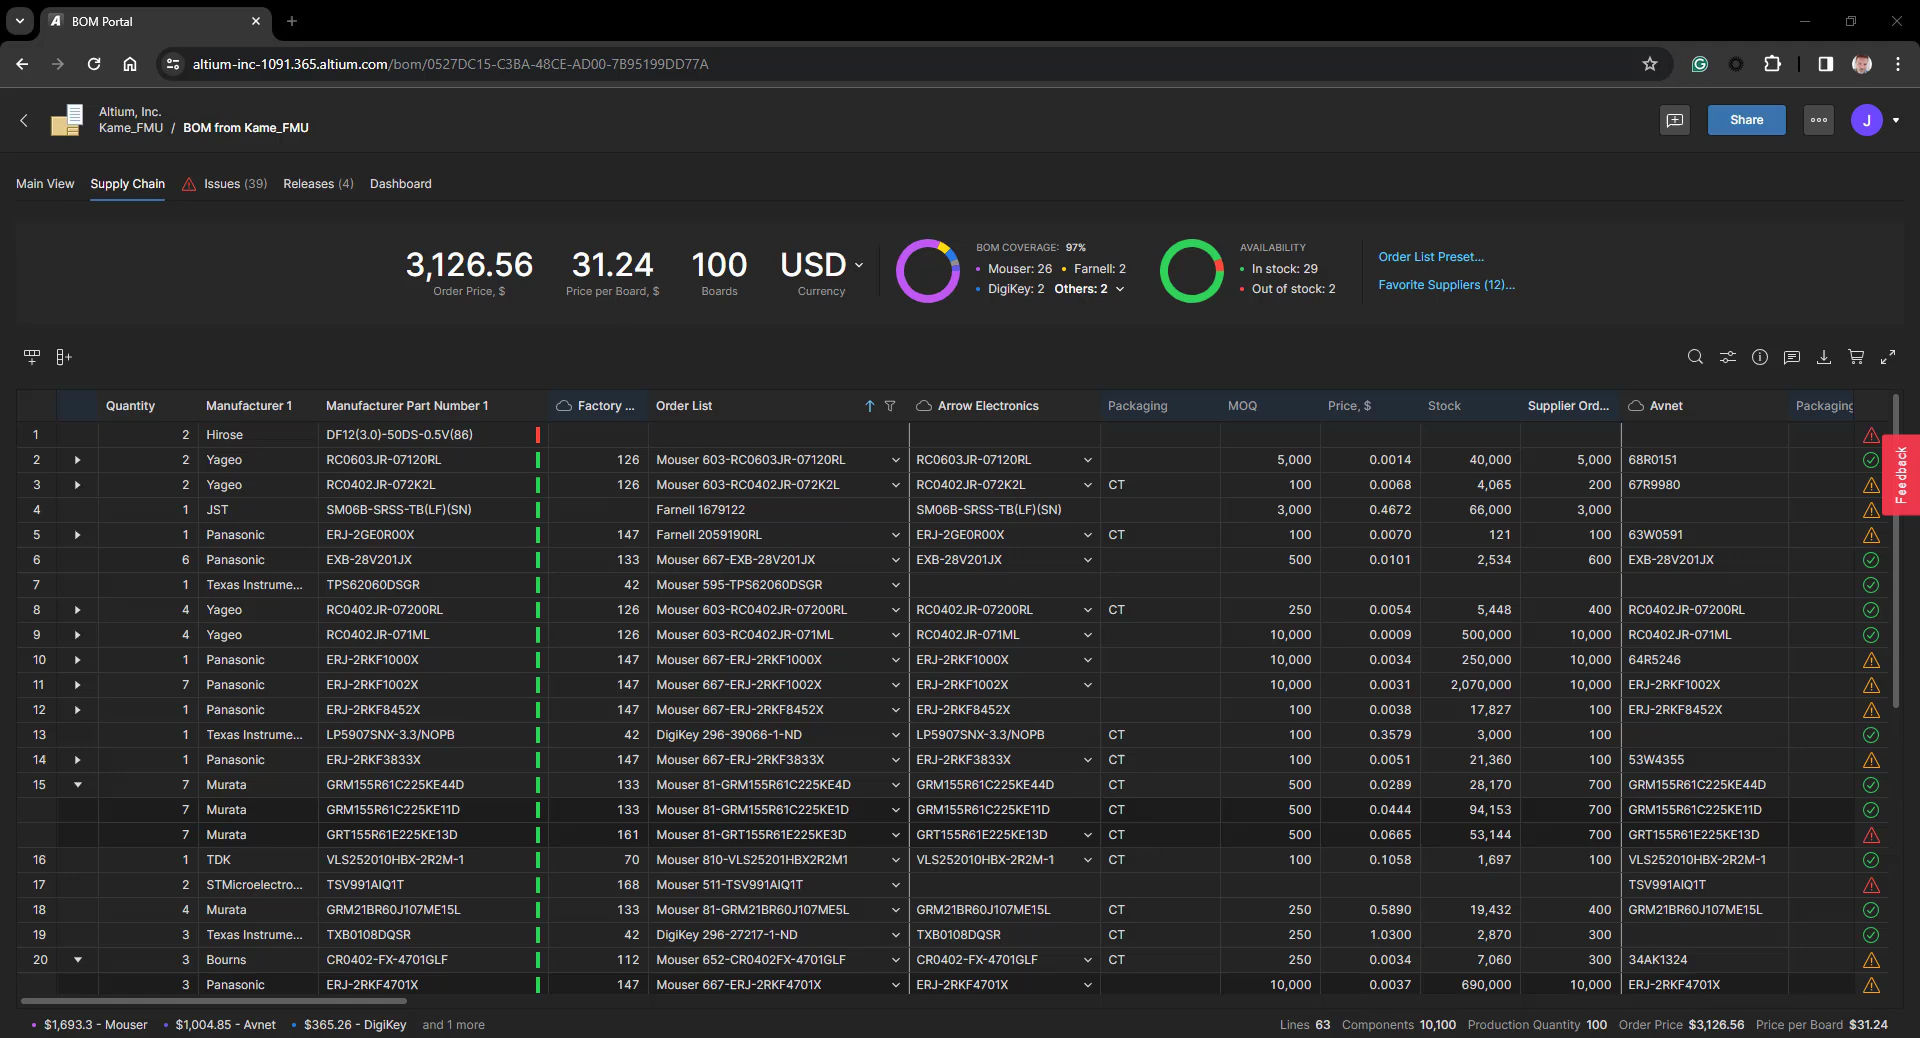 BOM Portal
altium-inc-1091.365.altium.com/bom/0527DC15-C3BA-48CE-AD00-7B95199DD77A
Altium, Inc.
Kame_FMU / BOM from Kame_FMU
Share
J
Main View Supply Chain Issues (39) Releases (4) Dashboard
3,126.56 31.24 100 USD
Order Price, $ Price per Board, $ Boards Currency
BOM COVERAGE: 97%
Mouser: 26 Farnell: 2
DigiKey: 2 Others: 2
AVAILABILITY
In stock: 29
Out of stock: 2
Order List Preset...
Favorite Suppliers (12)...
Quantity Manufacturer 1 Manufacturer Part Number 1 Factory ... Order List Arrow Electronics Packaging MOQ Price, $ Stock Supplier Ord... Avnet Packaging
1 2 Hirose DF12(3.0)-50DS-0.5V(86)
2 2 Yageo RC0603JR-07120RL 126 Mouser 603-RC0603JR-07120RL RC0603JR-07120RL 5,000 0.0014 40,000 5,000 68R0151
3 2 Yageo RC0402JR-072K2L 126 Mouser 603-RC0402JR-072K2L RC0402JR-072K2L CT 100 0.0068 4,065 200 67R9980
4 1 JST SM06B-SRSS-TB(LF)(SN) Farnell 1679122 SM06B-SRSS-TB(LF)(SN) 3,000 0.4672 66,000 3,000
5 1 Panasonic ERJ-2GE0R00X 147 Farnell 2059190RL ERJ-2GE0R00X CT 100 0.0070 121 100 63W0591
6 6 Panasonic EXB-28V201JX 133 Mouser 667-EXB-28V201JX EXB-28V201JX 500 0.0101 2,534 600 EXB-28V201JX
7 1 Texas Instrume... TPS62060DSGR 42 Mouser 595-TPS62060DSGR
8 4 Yageo RC0402JR-07200RL 126 Mouser 603-RC0402JR-07200RL RC0402JR-07200RL CT 250 0.0054 5,448 400 RC0402JR-07200RL
9 4 Yageo RC0402JR-071ML 126 Mouser 603-RC0402JR-071ML RC0402JR-071ML 10,000 0.0009 500,000 10,000 RC0402JR-071ML
10 1 Panasonic ERJ-2RKF1000X 147 Mouser 667-ERJ-2RKF1000X ERJ-2RKF1000X 10,000 0.0034 250,000 10,000 64R5246
11 7 Panasonic ERJ-2RKF1002X 147 Mouser 667-ERJ-2RKF1002X ERJ-2RKF1002X 10,000 0.0031 2,070,000 10,000 ERJ-2RKF1002X
12 1 Panasonic ERJ-2RKF8452X 147 Mouser 667-ERJ-2RKF8452X ERJ-2RKF8452X 100 0.0038 17,827 100 ERJ-2RKF8452X
13 1 Texas Instrume... LP5907SNX-3.3/NOPB 42 DigiKey 296-39066-1-ND LP5907SNX-3.3/NOPB CT 100 0.3579 3,000 100
14 1 Panasonic ERJ-2RKF3833X 147 Mouser 667-ERJ-2RKF3833X ERJ-2RKF3833X CT 100 0.0051 21,360 100 53W4355
15 7 Murata GRM155R61C225KE44D 133 Mouser 81-GRM155R61C225KE4D GRM155R61C225KE44D CT 500 0.0289 28,170 700 GRM155R61C225KE44D
7 Murata GRM155R61C225KE11D 133 Mouser 81-GRM155R61C225KE1D GRM155R61C225KE11D CT 500 0.0444 94,153 700 GRM155R61C225KE11D
7 Murata GRT155R61E225KE13D 161 Mouser 81-GRT155R61E225KE3D GRT155R61E225KE13D CT 500 0.0665 53,144 700 GRT155R61E225KE13D
16 1 TDK VLS252010HBX-2R2M-1 70 Mouser 810-VLS25201HBX2R2M1 VLS252010HBX-2R2M-1 CT 100 0.1058 1,697 100 VLS252010HBX-2R2M-1
17 2 STMicroelectro... TSV991AIQ1T 168 Mouser 511-TSV991AIQ1T TSV991AIQ1T
18 4 Murata GRM21BR60J107ME15L 133 Mouser 81-GRM21BR60J107ME5L GRM21BR60J107ME15L CT 250 0.5890 19,432 400 GRM21BR60J107ME15L
19 3 Texas Instrume... TXB0108DQSR 42 DigiKey 296-27217-1-ND TXB0108DQSR CT 250 1.0300 2,870 300
20 3 Bourns CR0402-FX-4701GLF 112 Mouser 652-CR0402FX-4701GLF CR0402-FX-4701GLF CT 250 0.0034 7,060 300 34AK1324
3 Panasonic ERJ-2RKF4701X 147 Mouser 667-ERJ-2RKF4701X ERJ-2RKF4701X 10,000 0.0037 690,000 10,000 ERJ-2RKF4701X
Feedback
$1,693.3 - Mouser $1,004.85 - Avnet $365.26 - DigiKey and 1 more
Lines 63 Components 10,100 Production Quantity 100 Order Price $3,126.56 Price per Board $31.24